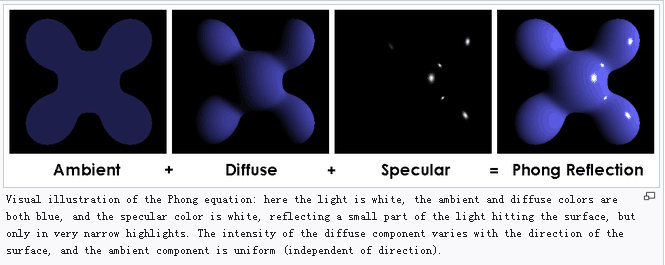 Ambient + Diffuse + Specular = Phong Reflection
Visual illustration of the Phong equation: here the light is white, the ambient and diffuse colors are
both blue, and the specular color is white, reflecting a small part of the light hitting the surface, but
only in very narrow highlights. The intensity of the diffuse component varies with the direction of the
surface, and the ambient component is uniform (independent of direction).